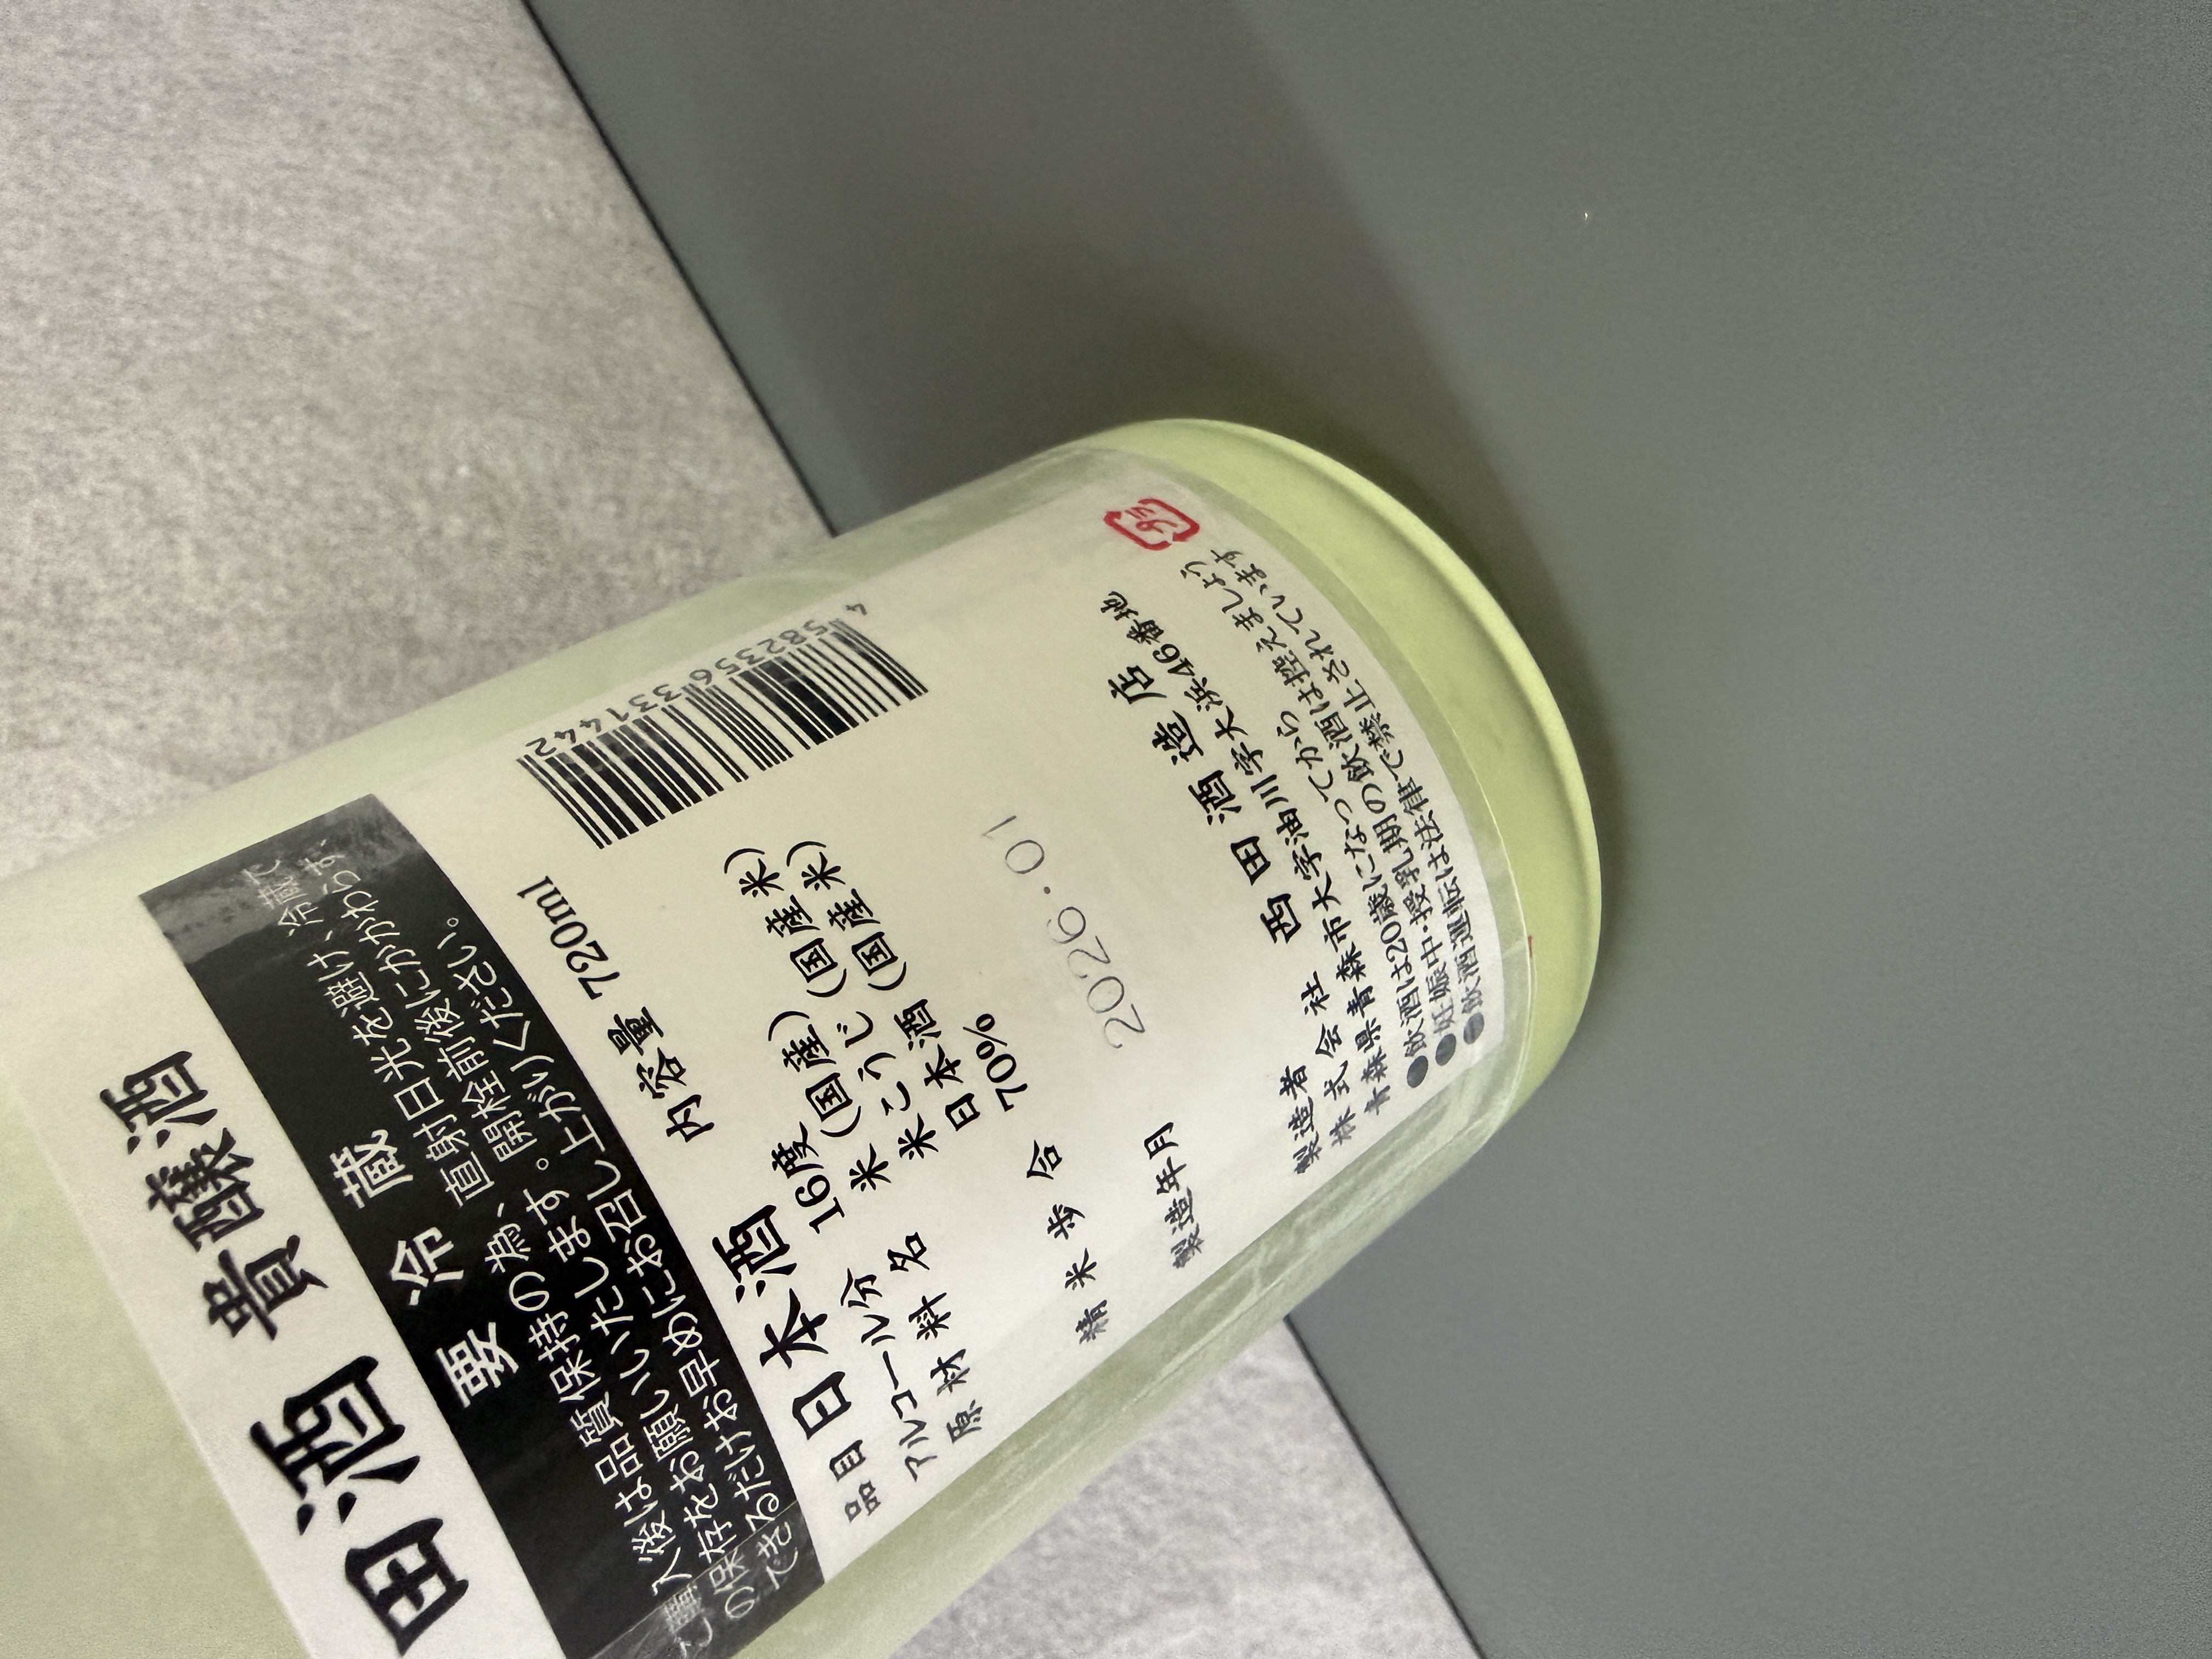 田酒 貴醸酒
要冷蔵
ご購入後は品質保持の為、直射日光を避け、冷蔵で
の保存をお願いいたします。開栓前後にかかわらず、
できるだけお早めにお召し上がりください。
品目 日本酒 内容量 720ml
アルコール分 16度
原材料名 米(国産)米こうじ(国産米)
米こうじ(国産米)
日本酒(国産米)
精米歩合 70%
製造年月 2026.01
4582356331442
製造者
株式会社 西田酒造店
青森県青森市大字油川字大浜46番地
●飲酒は20歳になってから
●妊娠中・授乳期の飲酒は控えましょう
●飲酒運転は法律で禁止されています
プラ